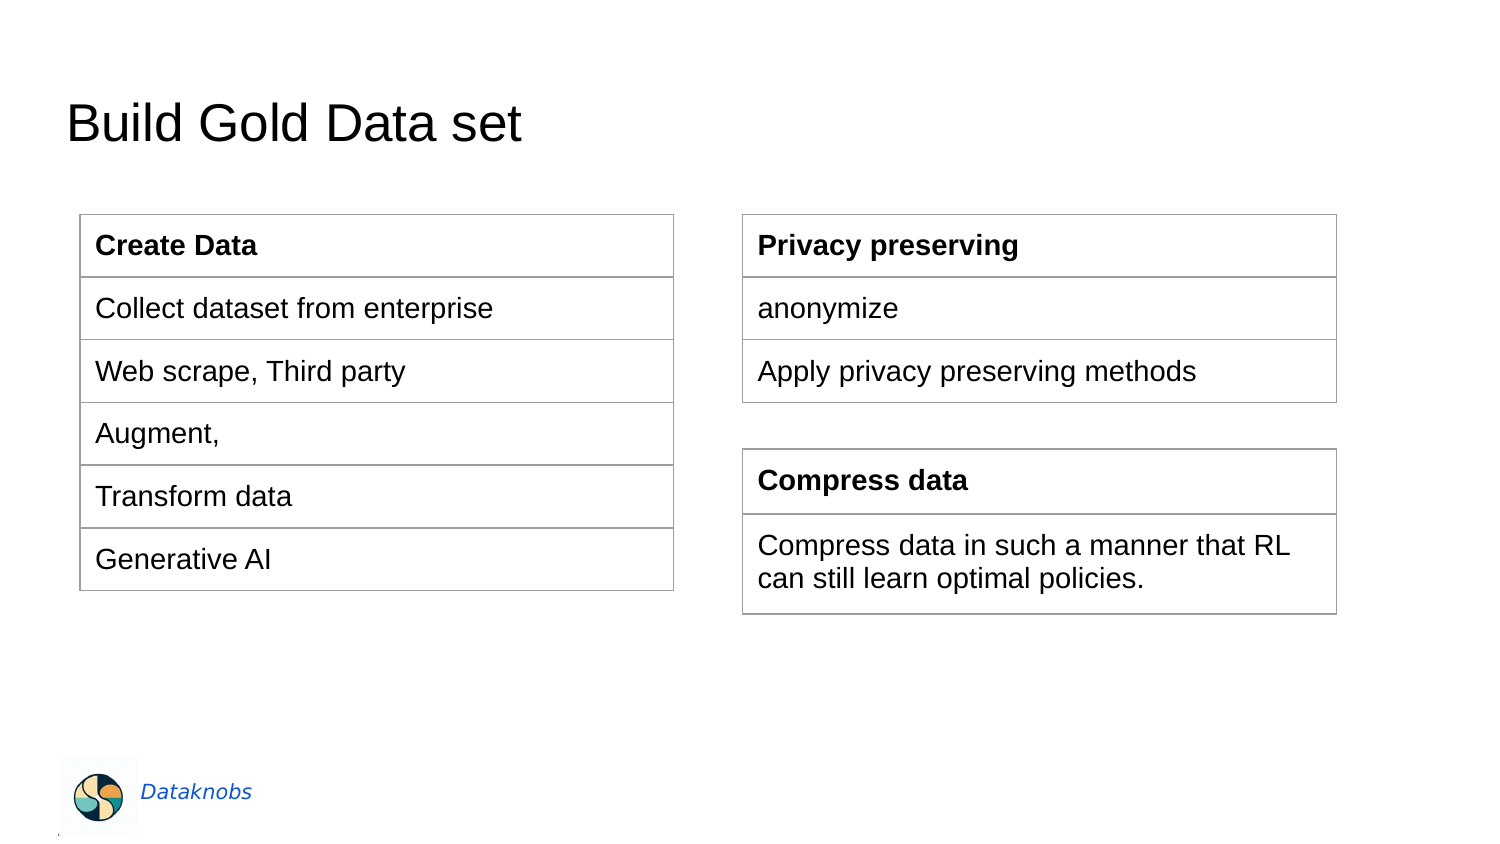 Build Gold Data set
Create Data
Collect dataset from enterprise
Web scrape, Third party
Augment,
Transform data
Generative AI
Privacy preserving
anonymize
Apply privacy preserving methods
Compress data
Compress data in such a manner that RL
can still learn optimal policies.
Dataknobs